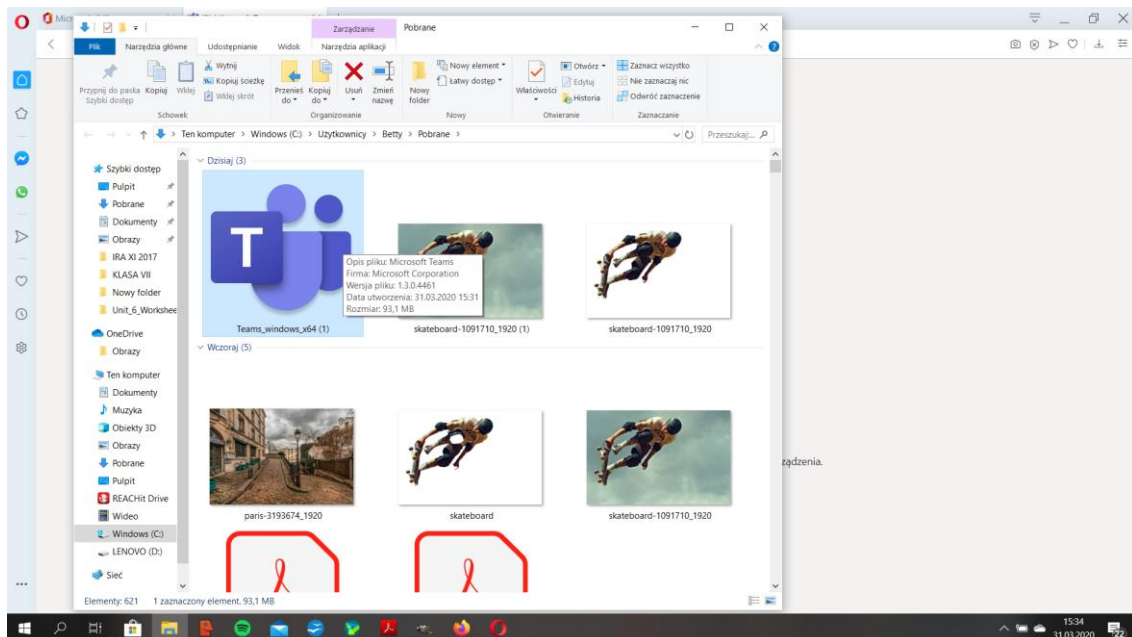 Zarządzanie
Pobrane
Plik
Narzędzia główne
Udostępnianie
Widok
Narzędzia aplikacji
Przypnij do paska
Szybki dostęp
Kopiuj
Wklej
Wytnij
Kopiuj ścieżkę
Wklej skrót
Schowek
Przenieś do
Kopiuj do
Usuń
Zmień nazwę
Organizowanie
Nowy folder
Nowy element
Łatwy dostęp
Nowy
Właściwości
Otwórz
Edytuj
Historia
Otwieranie
Zaznacz wszystko
Nie zaznaczaj nic
Odwróć zaznaczenie
Zaznaczanie
Ten komputer > Windows (C:) > Użytkownicy > Betty > Pobrane >
Przeszukaj:...
Szybki dostęp
Pulpit
Pobrane
Dokumenty
Obrazy
IRA XI 2017
KLASA VII
Nowy folder
Unit_6_Workshee
OneDrive
Obrazy
Ten komputer
Dokumenty
Muzyka
Obiekty 3D
Obrazy
Pobrane
Pulpit
REACHit Drive
Wideo
Windows (C:)
LENOVO (D:)
Sieć
Dzisiaj (3)
T
Opis pliku: Microsoft Teams
Firma: Microsoft Corporation
Wersja pliku: 1.3.0.4461
Data utworzenia: 31.03.2020 15:31
Rozmiar: 93,1 MB
Teams_windows_x64 (1)
skateboard-1091710_1920 (1)
skateboard-1091710_1920
Wczoraj (5)
paris-3193674_1920
skateboard
skateboard-1091710_1920
ządzenia.
Elementy: 621
1 zaznaczony element. 93,1 MB
15:34
31.03.2020
22